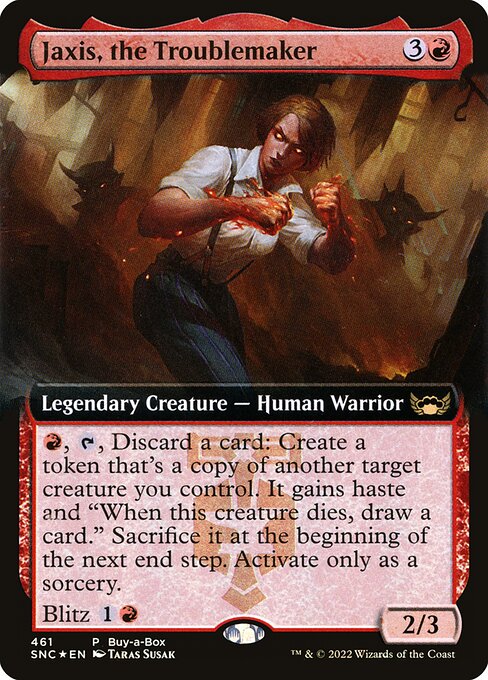 Jaxis, the Troublemaker 3
Legendary Creature — Human Warrior
, , Discard a card: Create a
token that's a copy of another target
creature you control. It gains haste
and “When this creature dies, draw a
card.” Sacrifice it at the beginning of
the next end step. Activate only as a
sorcery.
Blitz 1
2/3
461 P Buy-a-Box
SNC EN Taras Susak
™ & © 2022 Wizards of the Coast